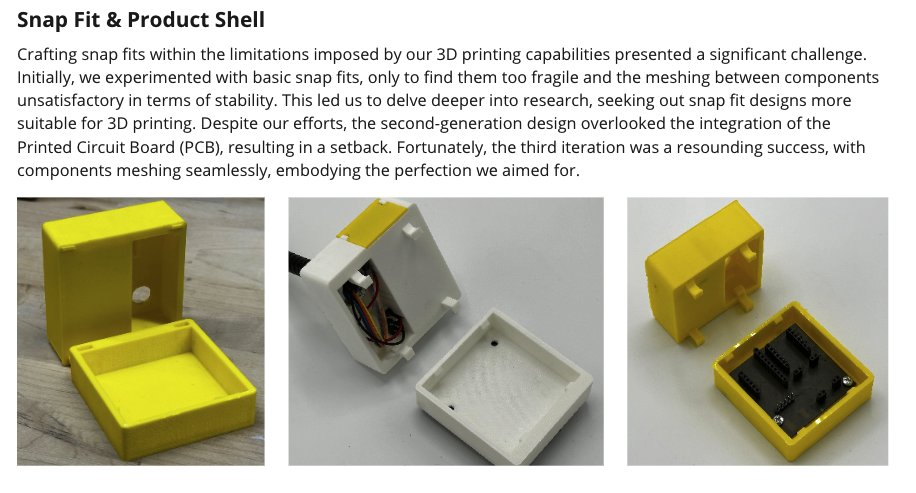 Snap Fit & Product Shell
Crafting snap fits within the limitations imposed by our 3D printing capabilities presented a significant challenge.
Initially, we experimented with basic snap fits, only to find them too fragile and the meshing between components
unsatisfactory in terms of stability. This led us to delve deeper into research, seeking out snap fit designs more
suitable for 3D printing. Despite our efforts, the second-generation design overlooked the integration of the
Printed Circuit Board (PCB), resulting in a setback. Fortunately, the third iteration was a resounding success, with
components meshing seamlessly, embodying the perfection we aimed for.